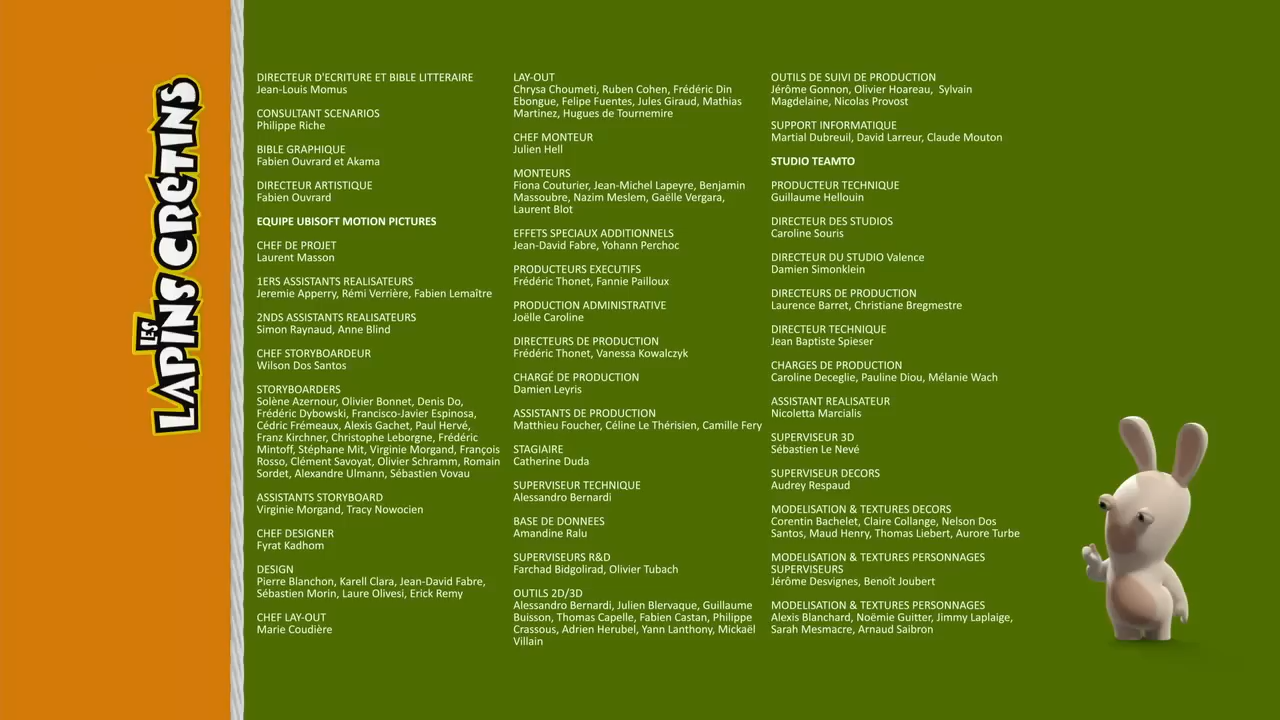 LES
LAPINS CRÉTINS
DIRECTEUR D'ECRITURE ET BIBLE LITTERAIRE
Jean-Louis Momus
CONSULTANT SCENARIOS
Philippe Riche
BIBLE GRAPHIQUE
Fabien Ouvrard et Akama
DIRECTEUR ARTISTIQUE
Fabien Ouvrard
EQUIPE UBISOFT MOTION PICTURES
CHEF DE PROJET
Laurent Masson
1ERS ASSISTANTS REALISATEURS
Jeremie Apperry, Rémi Verrière, Fabien Lemaître
2NDS ASSISTANTS REALISATEURS
Simon Raynaud, Anne Blind
CHEF STORYBOARDEUR
Wilson Dos Santos
STORYBOARDERS
Solène Azernour, Olivier Bonnet, Denis Do,
Frédéric Dybowski, Francisco-Javier Espinosa,
Cédric Frémeaux, Alexis Gachet, Paul Hervé,
Franz Kirchner, Christophe Leborgne, Frédéric
Mintoff, Stéphane Mit, Virginie Morgand, François
Rosso, Clément Savoyat, Olivier Schramm, Romain
Sordet, Alexandre Ulmann, Sébastien Vovau
ASSISTANTS STORYBOARD
Virginie Morgand, Tracy Nowocien
CHEF DESIGNER
Fyrat Kadhom
DESIGN
Pierre Blanchon, Karell Clara, Jean-David Fabre,
Sébastien Morin, Laure Olivesi, Erick Remy
CHEF LAY-OUT
Marie Coudière
LAY-OUT
Chrysa Choumeti, Ruben Cohen, Frédéric Din
Ebongue, Felipe Fuentes, Jules Giraud, Mathias
Martinez, Hugues de Tournemire
CHEF MONTEUR
Julien Hell
MONTEURS
Fiona Couturier, Jean-Michel Lapeyre, Benjamin
Massoubre, Nazim Meslem, Gaëlle Vergara,
Laurent Blot
EFFETS SPECIAUX ADDITIONNELS
Jean-David Fabre, Yohann Perchoc
PRODUCTEURS EXECUTIFS
Frédéric Thonet, Fannie Pailloux
PRODUCTION ADMINISTRATIVE
Joëlle Caroline
DIRECTEURS DE PRODUCTION
Frédéric Thonet, Vanessa Kowalczyk
CHARGÉ DE PRODUCTION
Damien Leyris
ASSISTANTS DE PRODUCTION
Matthieu Foucher, Céline Le Thérisien, Camille Fery
STAGIAIRE
Catherine Duda
SUPERVISEUR TECHNIQUE
Alessandro Bernardi
BASE DE DONNEES
Amandine Ralu
SUPERVISEURS R&D
Farchad Bidgolirad, Olivier Tubach
OUTILS 2D/3D
Alessandro Bernardi, Julien Blervaque, Guillaume
Buisson, Thomas Capelle, Fabien Castan, Philippe
Crassous, Adrien Herubel, Yann Lanthony, Mickaël
Villain
OUTILS DE SUIVI DE PRODUCTION
Jérôme Gonnon, Olivier Hoareau, Sylvain
Magdelaine, Nicolas Provost
SUPPORT INFORMATIQUE
Martial Dubreuil, David Larreur, Claude Mouton
STUDIO TEAMTO
PRODUCTEUR TECHNIQUE
Guillaume Hellouin
DIRECTEUR DES STUDIOS
Caroline Souris
DIRECTEUR DU STUDIO Valence
Damien Simonklein
DIRECTEURS DE PRODUCTION
Laurence Barret, Christiane Bregmestre
DIRECTEUR TECHNIQUE
Jean Baptiste Spieser
CHARGES DE PRODUCTION
Caroline Deceglie, Pauline Diou, Mélanie Wach
ASSISTANT REALISATEUR
Nicoletta Marcialis
SUPERVISEUR 3D
Sébastien Le Nevé
SUPERVISEUR DECORS
Audrey Respaud
MODELISATION & TEXTURES DECORS
Corentin Bachelet, Claire Collange, Nelson Dos
Santos, Maud Henry, Thomas Liebert, Aurore Turbe
MODELISATION & TEXTURES PERSONNAGES
SUPERVISEURS
Jérôme Desvignes, Benoît Joubert
MODELISATION & TEXTURES PERSONNAGES
Alexis Blanchard, Noëmie Guitter, Jimmy Laplaige,
Sarah Mesmacre, Arnaud Saibron